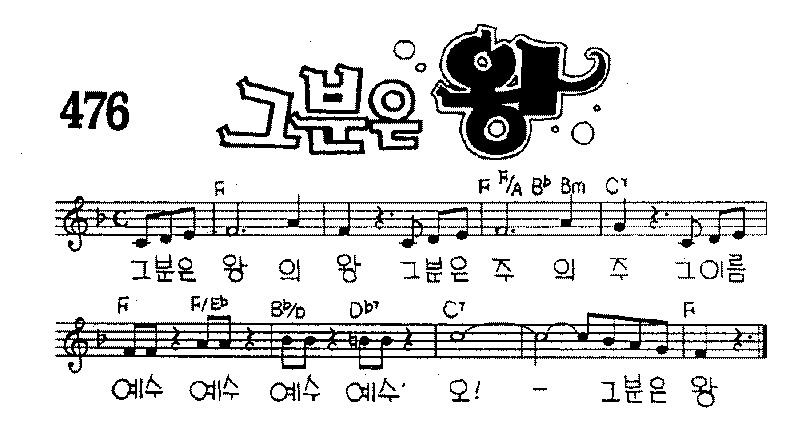 476
그분은 왕
F F F/A B♭ Bm C7
그분은 왕 의 왕 그분은 주 의 주 그이름
F F/E♭ B♭/D D♭7 C7 F
예수 예수 예수 예수· 오! - 그분은 왕